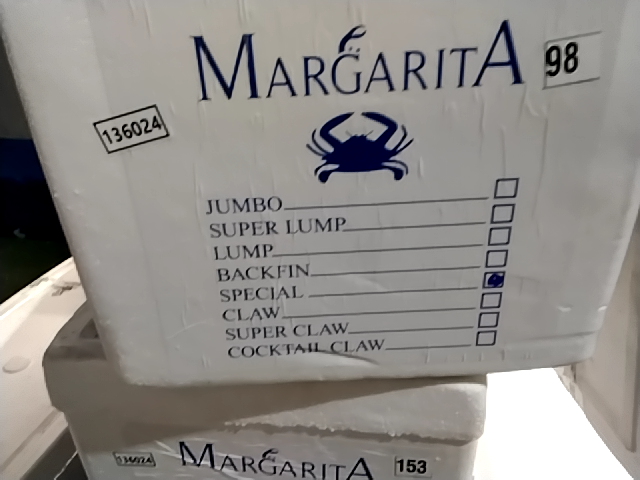 MARGARITA
98
136024
JUMBO
SUPER LUMP
LUMP
BACKFIN
SPECIAL
CLAW
SUPER CLAW
COCKTAIL CLAW
136024
MARGARITA
153